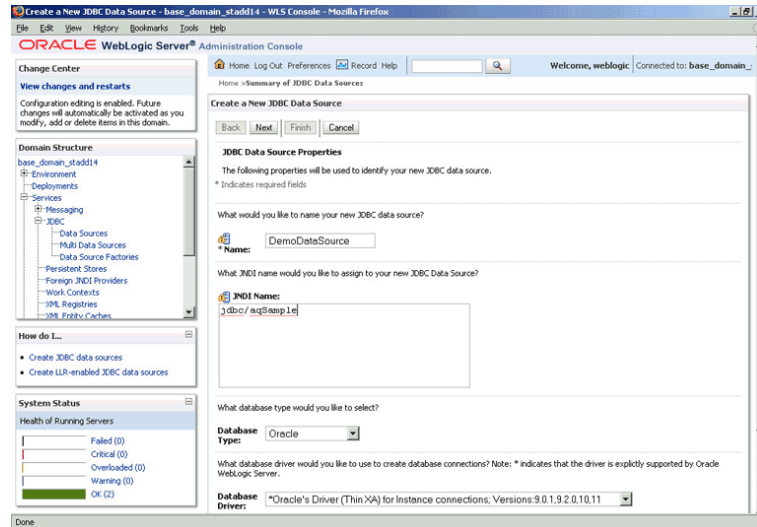 Create a New JDBC Data Source - base_domain_stadd14 - WLS Console - Mozilla Firefox
File Edit View History Bookmarks Tools Help
ORACLE WebLogic Server® Administration Console
Change Center
View changes and restarts
Configuration editing is enabled. Future
changes will automatically be activated as you
modify, add or delete items in this domain.
Domain Structure
base_domain_stadd14
Environment
Deployments
Services
Messaging
JDBC
Data Sources
Multi Data Sources
Data Source Factories
Persistent Stores
Foreign JNDI Providers
Work Contexts
XML Registries
XML Entity Caches
How do I...
Create JDBC data sources
Create LLR-enabled JDBC data sources
System Status
Health of Running Servers
Failed (0)
Critical (0)
Overloaded (0)
Warning (0)
OK (2)
Home Log Out Preferences Record Help
Welcome, weblogic Connected to: base_domain_
Home >Summary of JDBC Data Sources
Create a New JDBC Data Source
Back Next Finish Cancel
JDBC Data Source Properties
The following properties will be used to identify your new JDBC data source.
* Indicates required fields
What would you like to name your new JDBC data source?
* Name: DemoDataSource
What JNDI name would you like to assign to your new JDBC Data Source?
JNDI Name:
jdbc/aqSample
What database type would you like to select?
Database Type: Oracle
What database driver would you like to use to create database connections? Note: * indicates that the driver is explictly supported by Oracle
WebLogic Server.
Database Driver: *Oracle's Driver (Thin XA) for Instance connections; Versions:9.0.1,9.2.0,10,11
Done